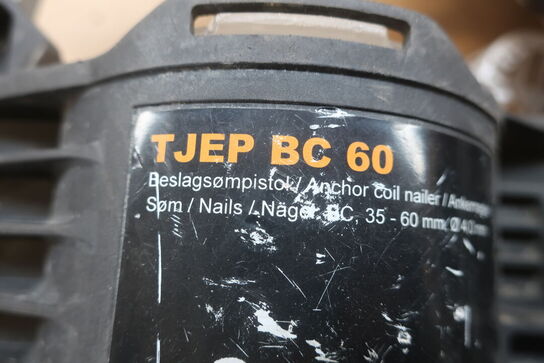 TJEP BC 60
Beslagsømpistol / Anchor coil nailer /
Søm / Nails / Nägel BC, 35 - 60 mm,